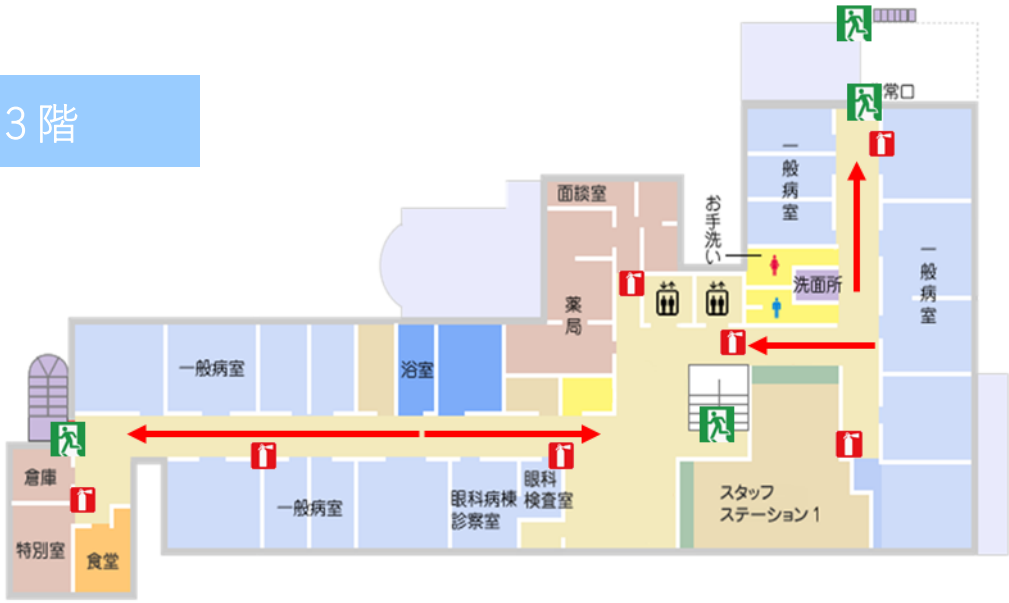 ３階
常口
一般病室
面談室
お手洗い
一般病室
洗面所
薬局
一般病室
浴室
倉庫
眼科
検査室
眼科病棟
診察室
一般病室
スタッフ
ステーション１
特別室
食堂